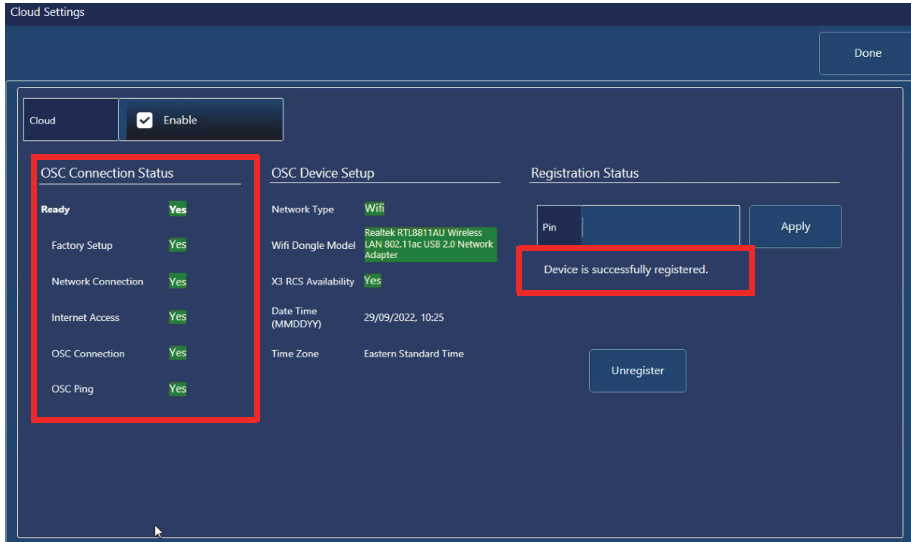 Cloud Settings
Done
Cloud
Enable
OSC Connection Status
Ready Yes
Factory Setup Yes
Network Connection Yes
Internet Access Yes
OSC Connection Yes
OSC Ping Yes
OSC Device Setup
Network Type Wifi
Wifi Dongle Model
Realtek RTL8811AU Wireless
LAN 802.11ac USB 2.0 Network
Adapter
X3 RCS Availability Yes
Date Time
(MMDDYY)
29/09/2022, 10:25
Time Zone Eastern Standard Time
Registration Status
Pin
Apply
Device is successfully registered.
Unregister